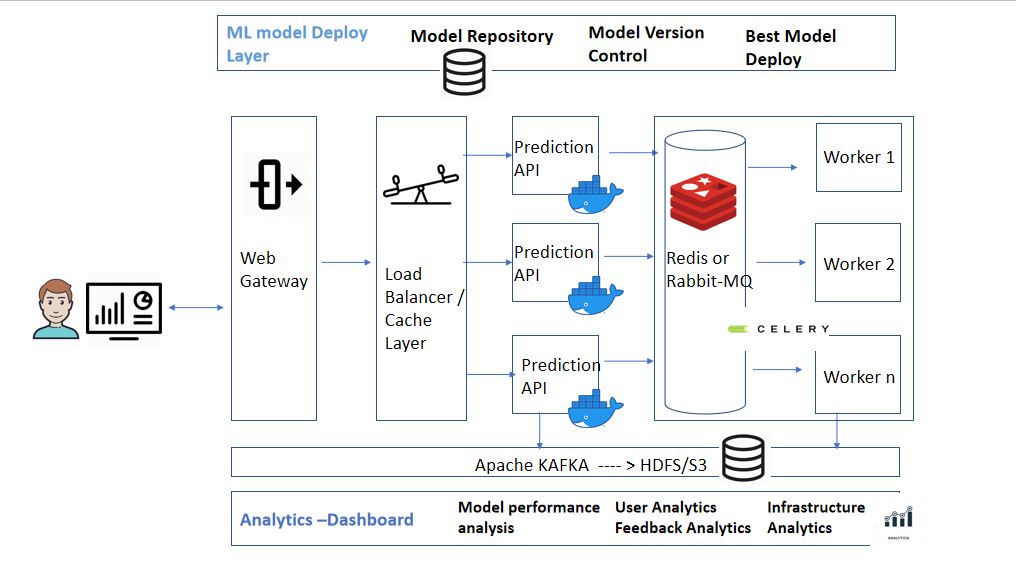 ML model Deploy
Layer
Model Repository
Model Version
Control
Best Model
Deploy
Web
Gateway
Load
Balancer /
Cache
Layer
Prediction
API
Prediction
API
Prediction
API
Redis or
Rabbit-MQ
CELERY
Worker 1
Worker 2
Worker n
Apache KAFKA ---- > HDFS/S3
Analytics –Dashboard
Model performance
analysis
User Analytics
Feedback Analytics
Infrastructure
Analytics
ANALYTICS